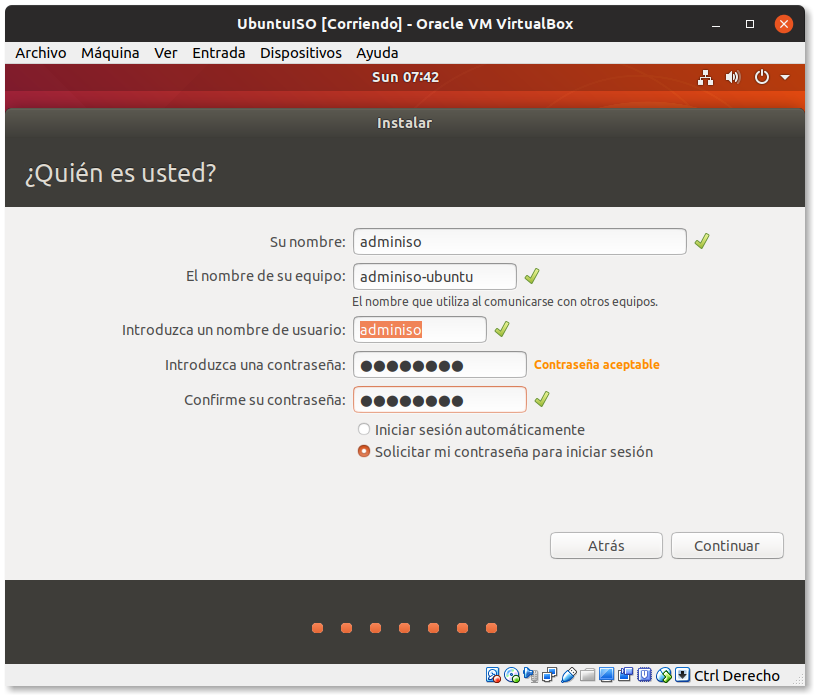 UbuntuISO [Corriendo] - Oracle VM VirtualBox
Archivo Máquina Ver Entrada Dispositivos Ayuda
Sun 07:42
Instalar
¿Quién es usted?
Su nombre: adminiso
El nombre de su equipo: adminiso-ubuntu
El nombre que utiliza al comunicarse con otros equipos.
Introduzca un nombre de usuario: adminiso
Introduzca una contraseña: ●●●●●●●● Contraseña aceptable
Confirme su contraseña: ●●●●●●●●
Iniciar sesión automáticamente
Solicitar mi contraseña para iniciar sesión
Atrás Continuar
Ctrl Derecho